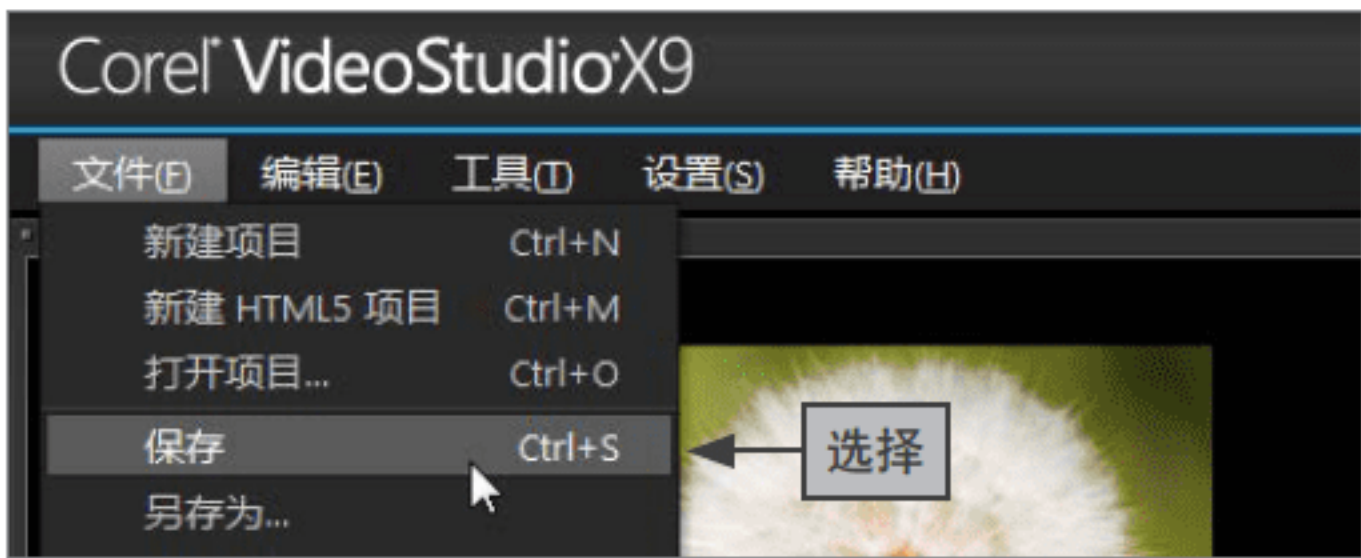 Corel VideoStudio X9
文件(F) 编辑(E) 工具(T) 设置(S) 帮助(H)
新建项目 Ctrl+N
新建 HTML5 项目 Ctrl+M
打开项目... Ctrl+O
保存 Ctrl+S
选择
另存为...